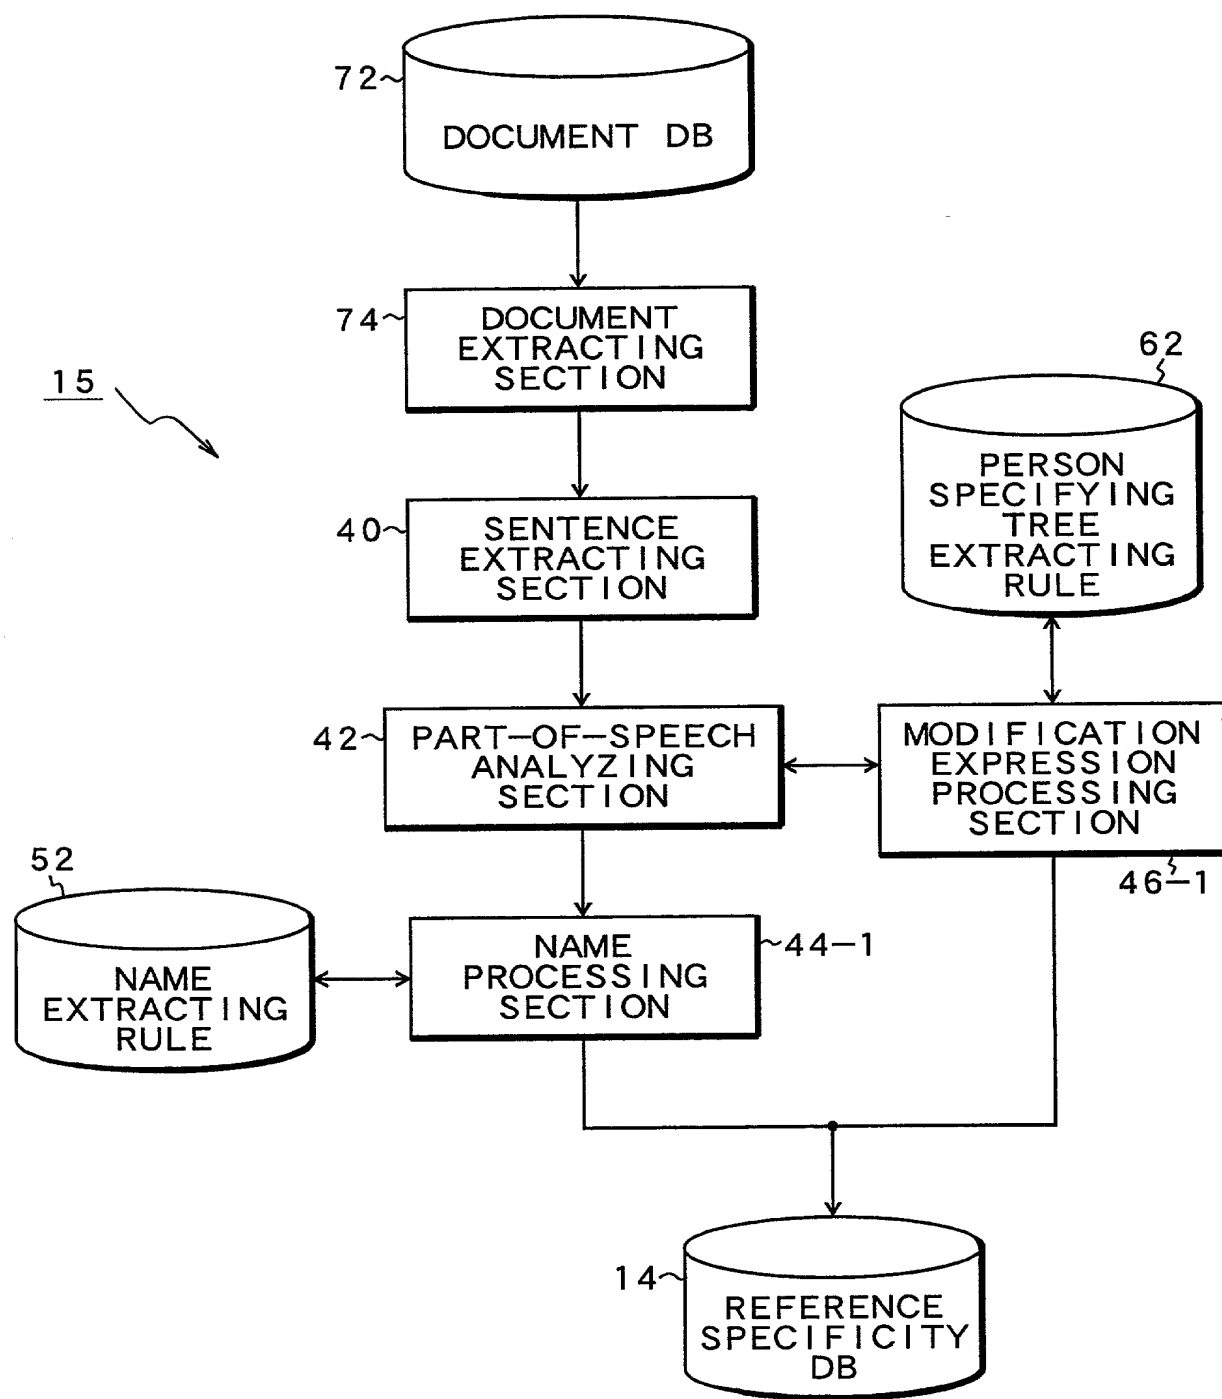 72
DOCUMENT DB
74
DOCUMENT
EXTRACTING
SECTION
15
62
PERSON
SPECIFYING
TREE
EXTRACTING
RULE
40
SENTENCE
EXTRACTING
SECTION
42
PART-OF-SPEECH
ANALYZING
SECTION
MODIFICATION
EXPRESSION
PROCESSING
SECTION
46-1
52
NAME
EXTRACTING
RULE
NAME
PROCESSING
SECTION
44-1
14
REFERENCE
SPECIFICITY
DB